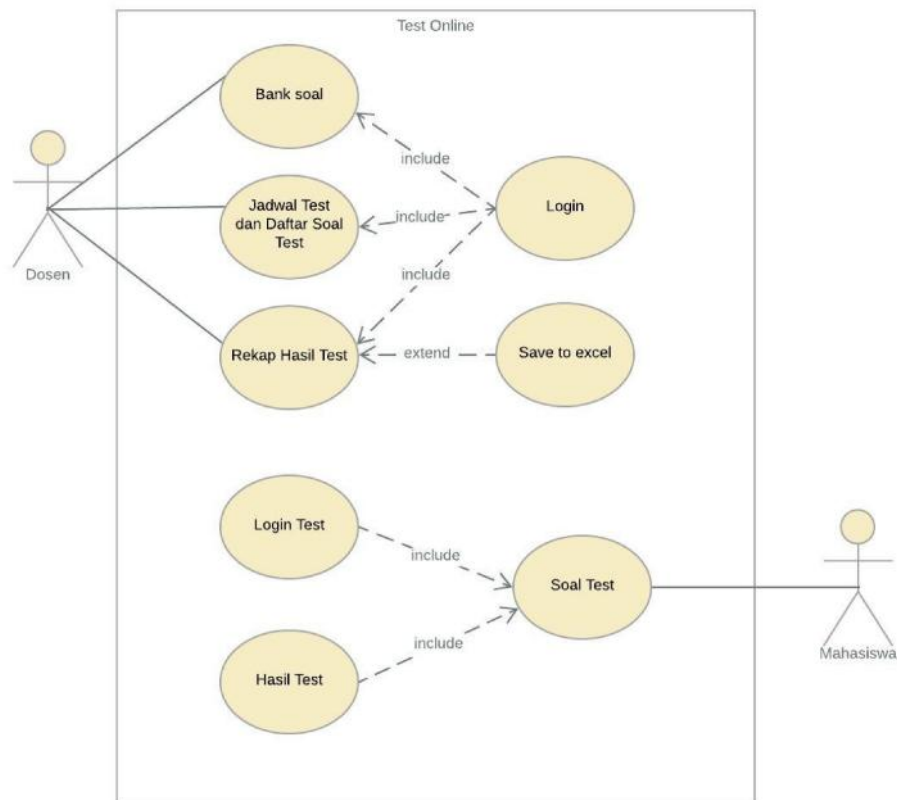 Test Online
Bank soal
include
Jadwal Test
dan Daftar Soal
Test
include
Login
include
Dosen
Rekap Hasil Test
extend
Save to excel
Login Test
include
Soal Test
include
Hasil Test
Mahasiswa